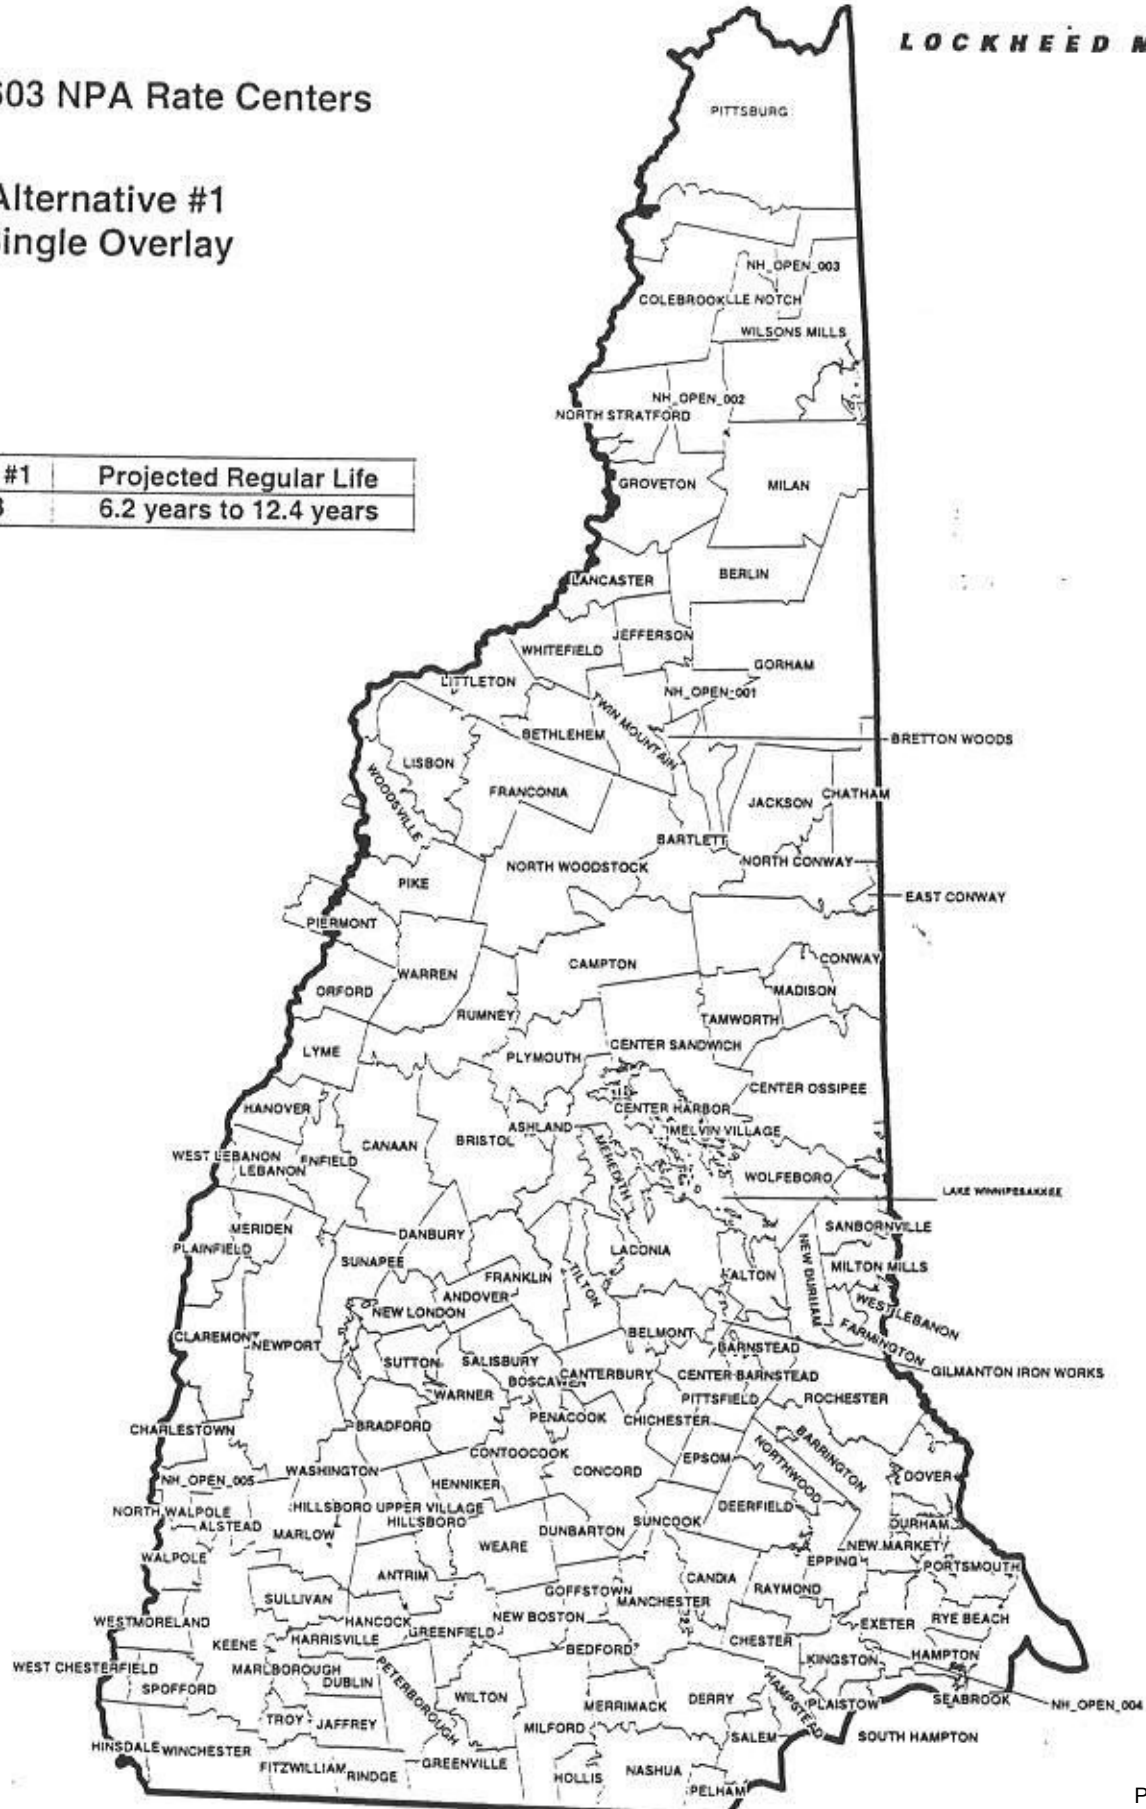 LOCKHEED M
603 NPA Rate Centers
Alternative #1
Single Overlay
#1 Projected Regular Life
6.2 years to 12.4 years
PITTSBURG
NH_OPEN_003
COLEBROOK LLE NOTCH
WILSONS MILLS
NH_OPEN_002
NORTH STRATFORD
GROVETON
MILAN
LANCASTER
BERLIN
JEFFERSON
WHITEFIELD
GORHAM
LITTLETON
NH_OPEN_001
TWIN MOUNTAIN
BETHLEHEM
BRETTON WOODS
LISBON
WOODSVILLE
FRANCONIA
JACKSON
CHATHAM
BARTLETT
NORTH CONWAY
NORTH WOODSTOCK
PIKE
EAST CONWAY
PIERMONT
CAMPTON
CONWAY
WARREN
ORFORD
MADISON
RUMNEY
TAMWORTH
CENTER SANDWICH
LYME
PLYMOUTH
CENTER OSSIPEE
HANOVER
CENTER HARBOR
ASHLAND
MELVIN VILLAGE
BRISTOL
CANAAN
WEST LEBANON
ENFIELD
LEBANON
MEREDITH
WOLFEBORO
LAKE WINNIPESAKKEE
MERIDEN
SANBORNVILLE
DANBURY
PLAINFIELD
LACONIA
SUNAPEE
NEW DURHAM
MILTON MILLS
FRANKLIN
TILTON
ALTON
ANDOVER
NEW LONDON
WEST LEBANON
FARMINGTON
CLAREMONT
NEWPORT
BELMONT
BARNSTEAD
SUTTON
SALISBURY
BOSCAWEN
CANTERBURY
CENTER BARNSTEAD
GILMANTON IRON WORKS
WARNER
PITTSFIELD
ROCHESTER
PENACOOK
CHICHESTER
BRADFORD
CHARLESTOWN
CONTOOCOOK
BARRINGTON
NORTHWOOD
EPSOM
WASHINGTON
CONCORD
DOVER
NH_OPEN_005
HENNIKER
HILLSBORO UPPER VILLAGE
DEERFIELD
NORTH WALPOLE
HILLSBORO
SUNCOOK
DURHAM
ALSTEAD
MARLOW
DUNBARTON
WEARE
NEW MARKET
WALPOLE
EPPING
PORTSMOUTH
ANTRIM
CANDIA
RAYMOND
GOFFSTOWN
SULLIVAN
MANCHESTER
NEW BOSTON
WESTMORELAND
HANCOCK
EXETER
RYE BEACH
GREENFIELD
KEENE
HARRISVILLE
CHESTER
BEDFORD
HAMPTON
KINGSTON
WEST CHESTERFIELD
MARLBOROUGH
DUBLIN
SPOFFORD
PETERBOROUGH
WILTON
MERRIMACK
DERRY
HAMPSTEAD
PLAISTOW
SEABROOK
NH_OPEN_004
TROY
JAFFREY
MILFORD
SALEM
SOUTH HAMPTON
HINSDALE
WINCHESTER
FITZWILLIAM
RINDGE
GREENVILLE
HOLLIS
NASHUA
PELHAM
P